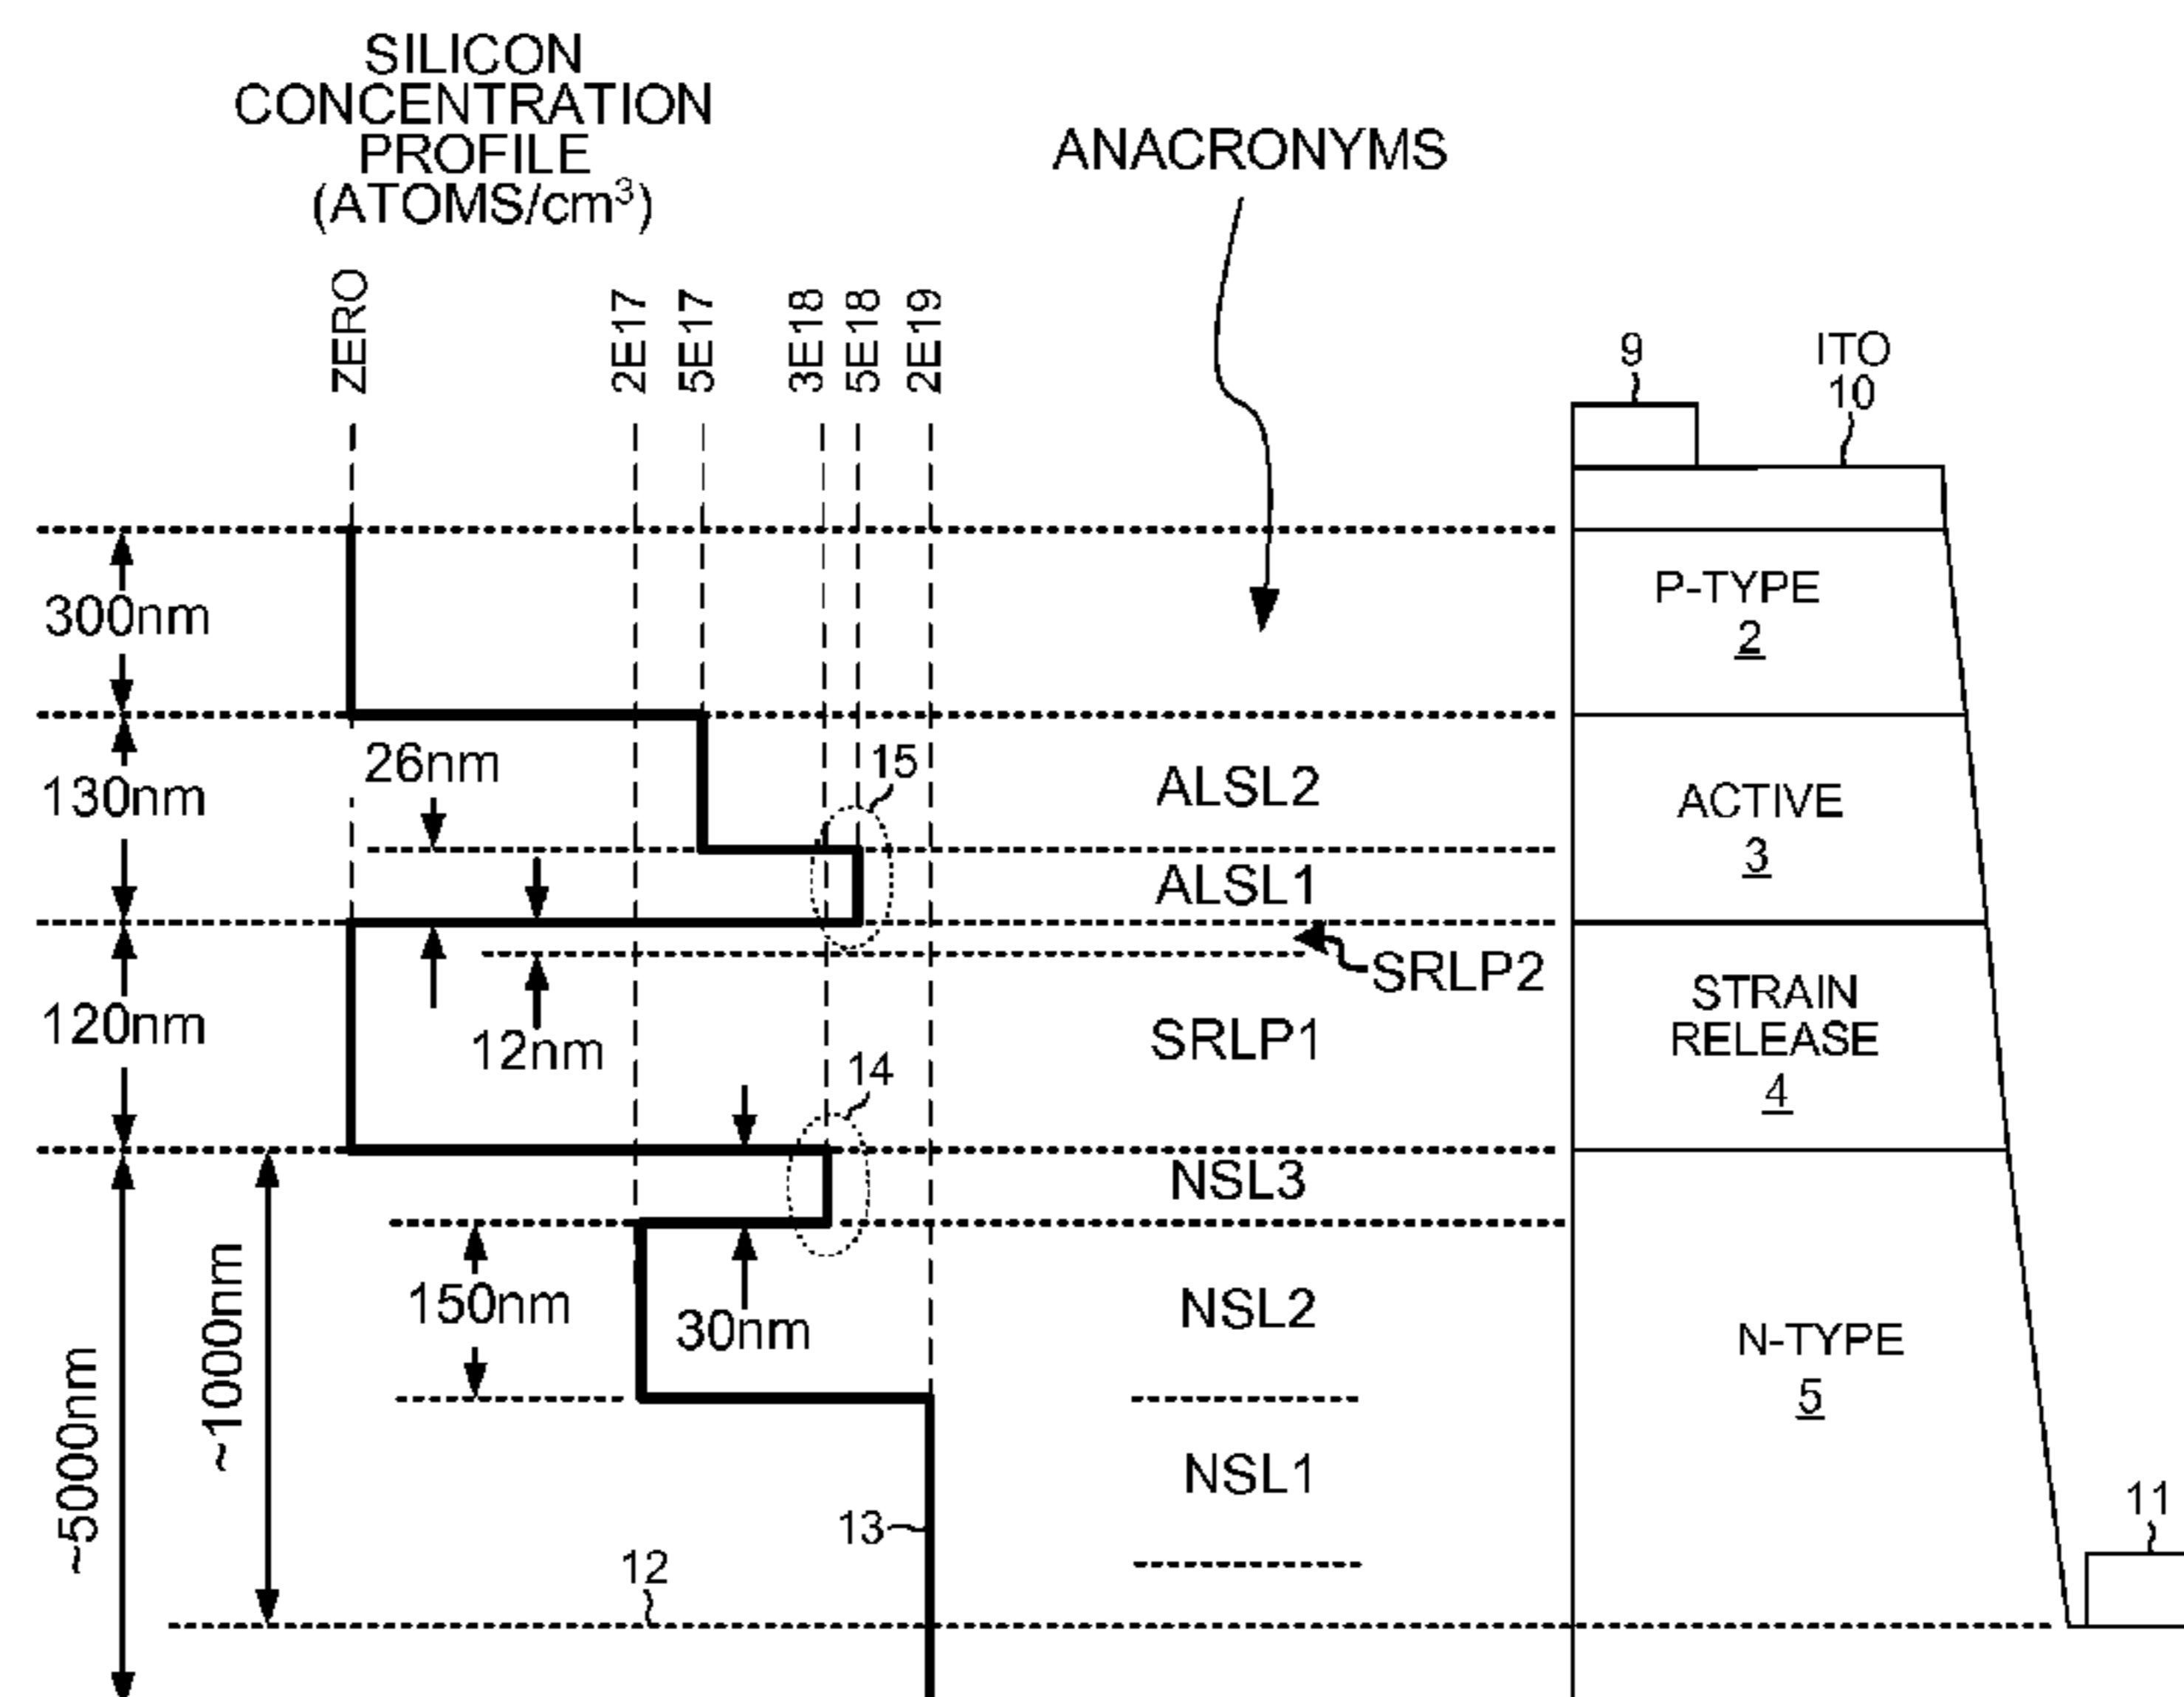 SILICON
CONCENTRATION
PROFILE
(ATOMS/cm³)
ANACRONYMS
ZERO
2E17
5E17
3E18
5E18
2E19
9
ITO
10
300nm
P-TYPE
2
26nm
15
130nm
ALSL2
ACTIVE
3
ALSL1
SRLP2
120nm
12nm
SRLP1
STRAIN
RELEASE
4
14
NSL3
150nm
30nm
NSL2
N-TYPE
5
~1000nm
~5000nm
NSL1
13
12
11